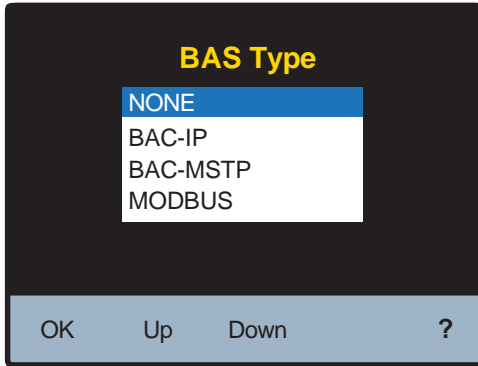 BAS Type
NONE
BAC-IP
BAC-MSTP
MODBUS
OK Up Down ?